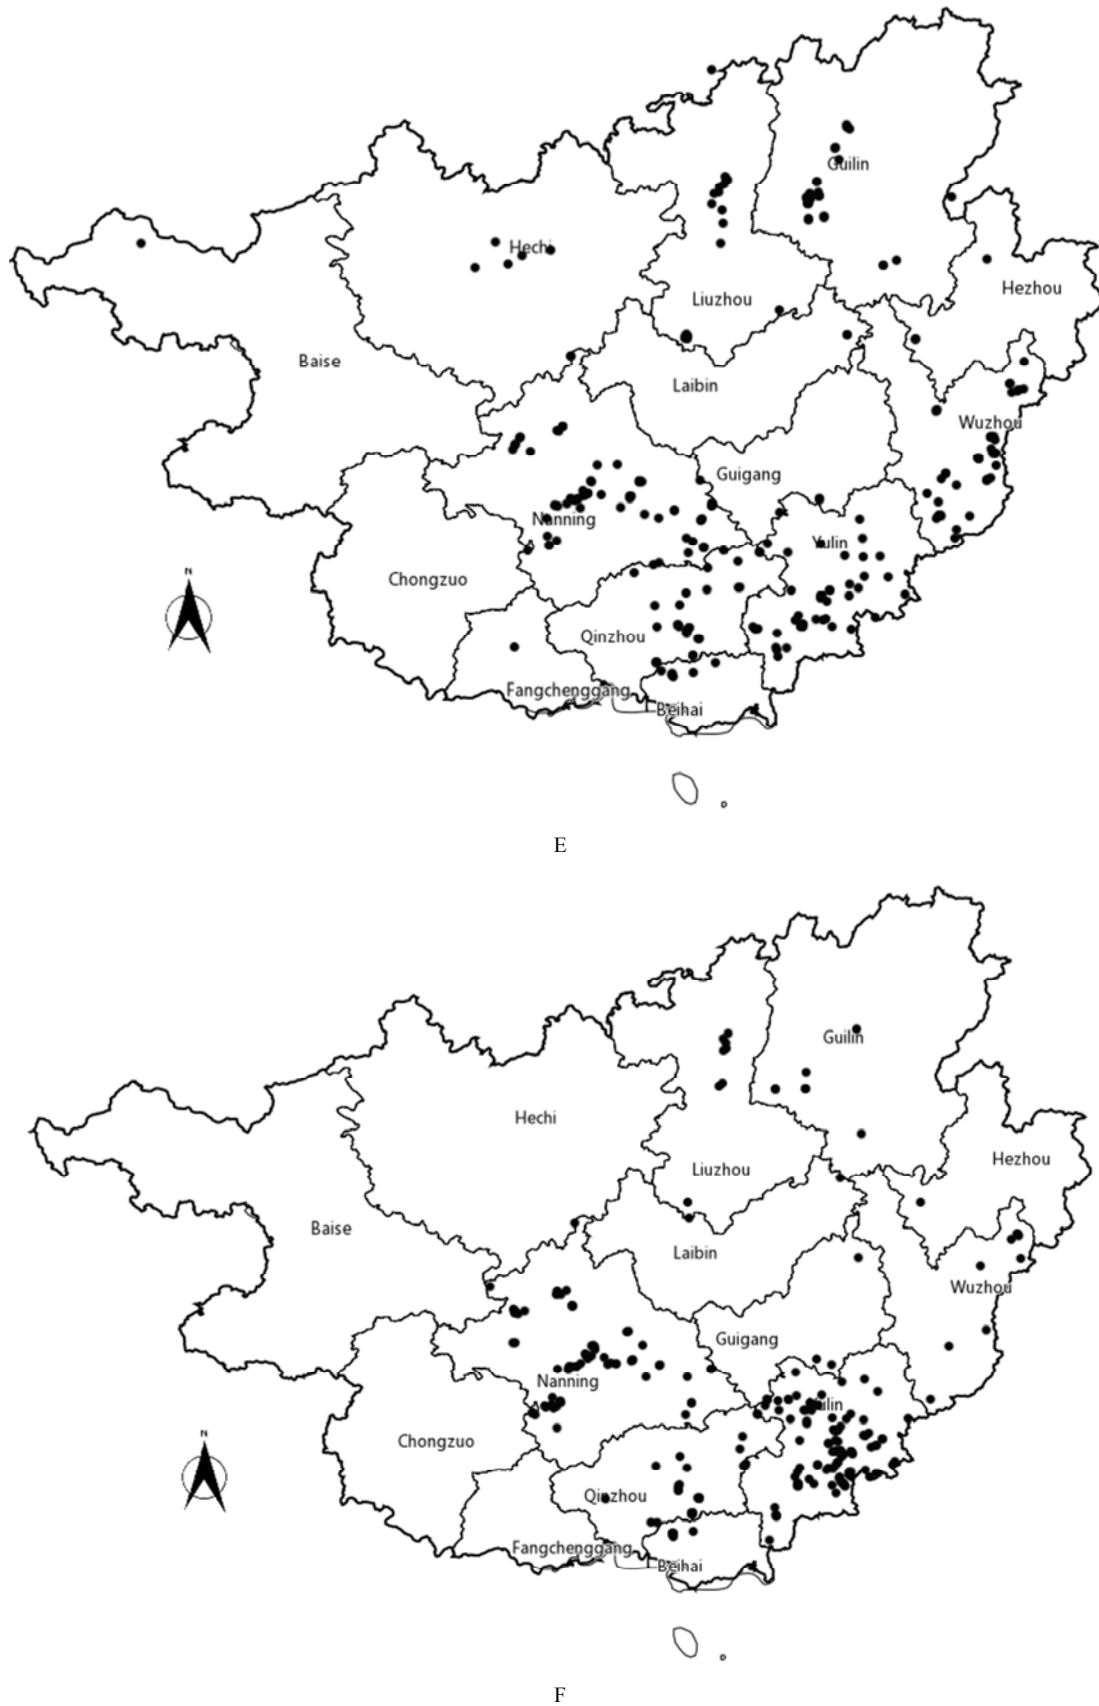 Guilin
Hechi
Hezhou
Liuzhou
Baise
Laibin
Wuzhou
Guigang
Nanning
Yulin
Chongzuo
N
Qinzhou
Fangchenggang
Beihai
E
Guilin
Hechi
Hezhou
Liuzhou
Baise
Laibin
Wuzhou
Guigang
Nanning
Yulin
Chongzuo
N
Qinzhou
Fangchenggang
Beihai
F